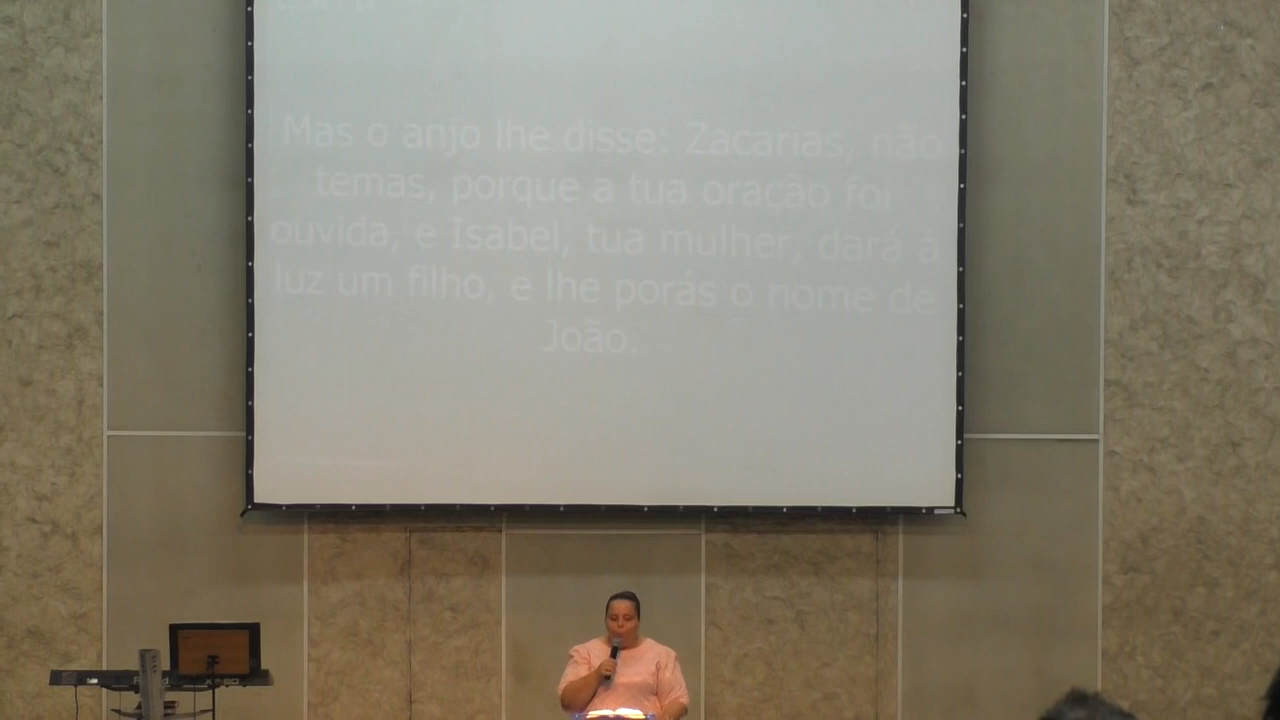 Mas o anjo lhe disse: Zacarias, não
temas, porque a tua oração foi
ouvida, e Isabel, tua mulher, dará à
luz um filho, e lhe porás o nome de
João.